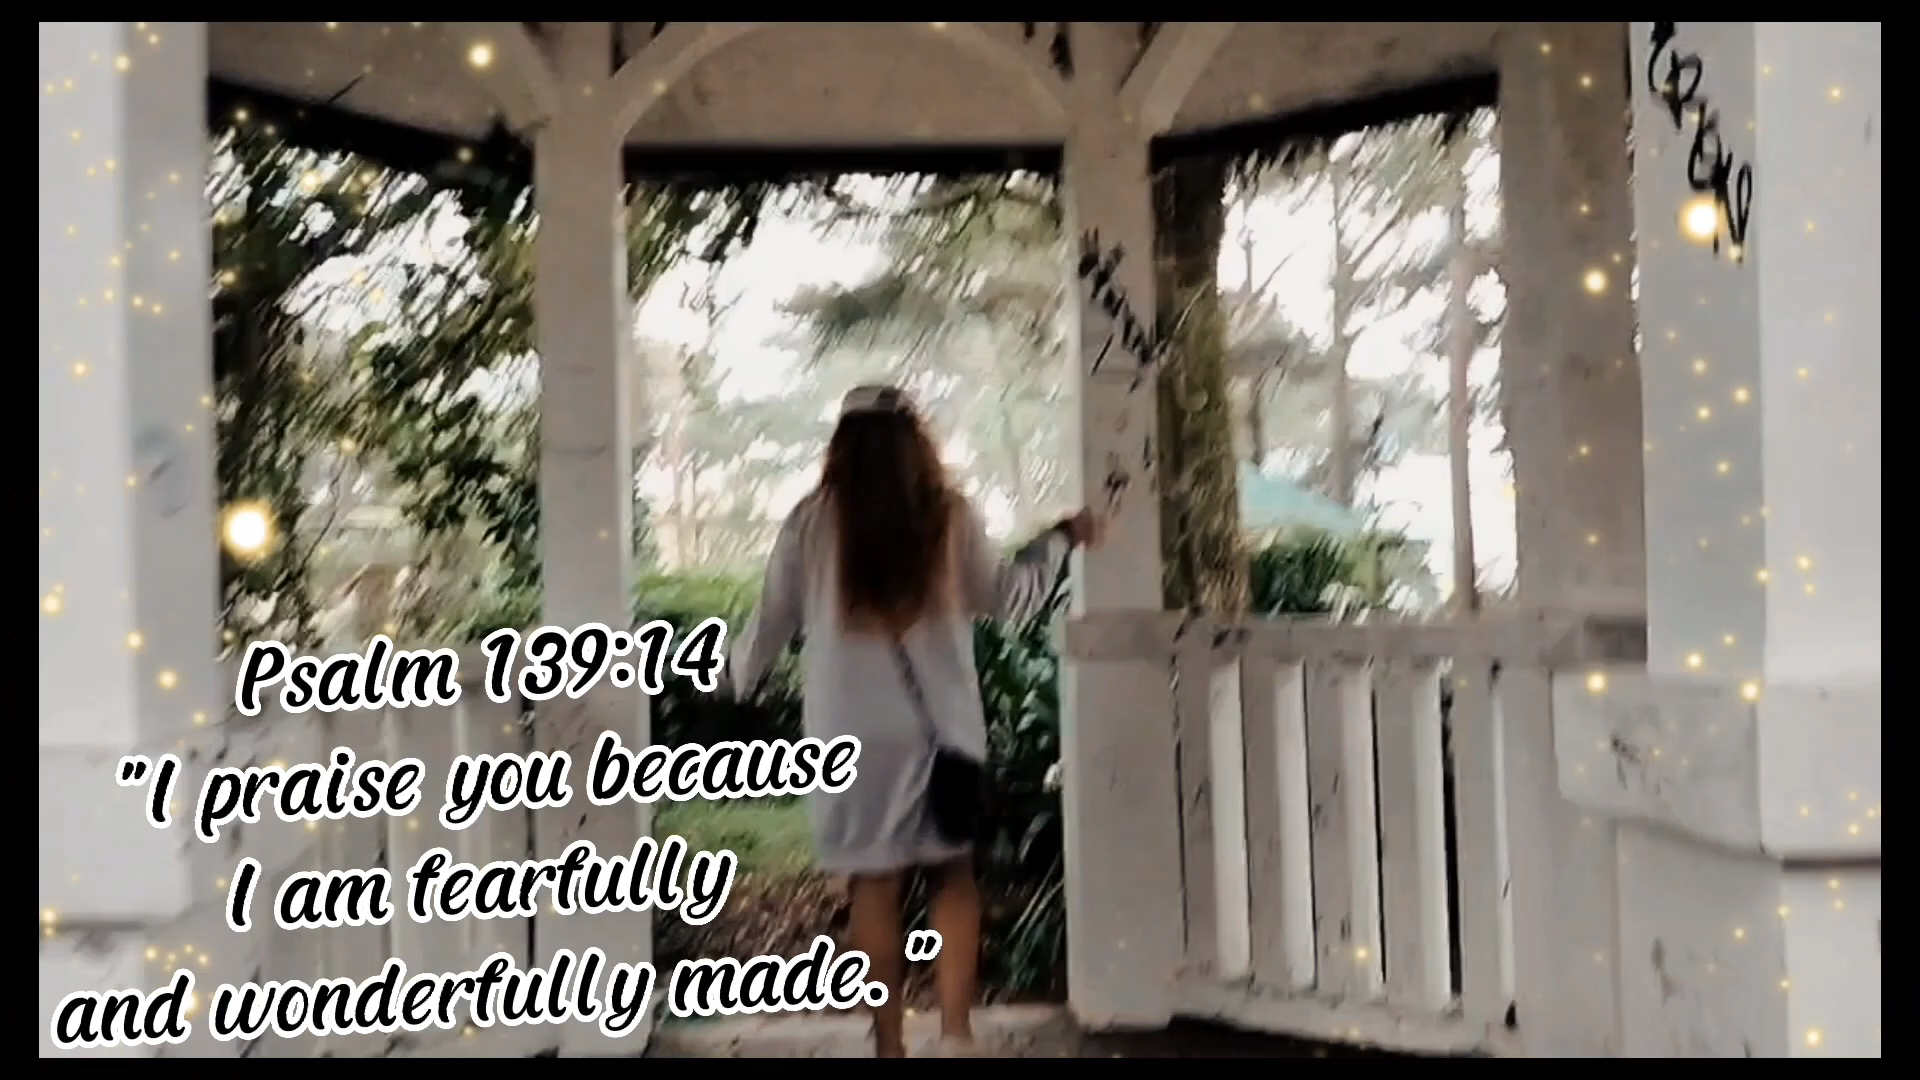 Psalm 139:14
"I praise you because
I am fearfully
and wonderfully made."